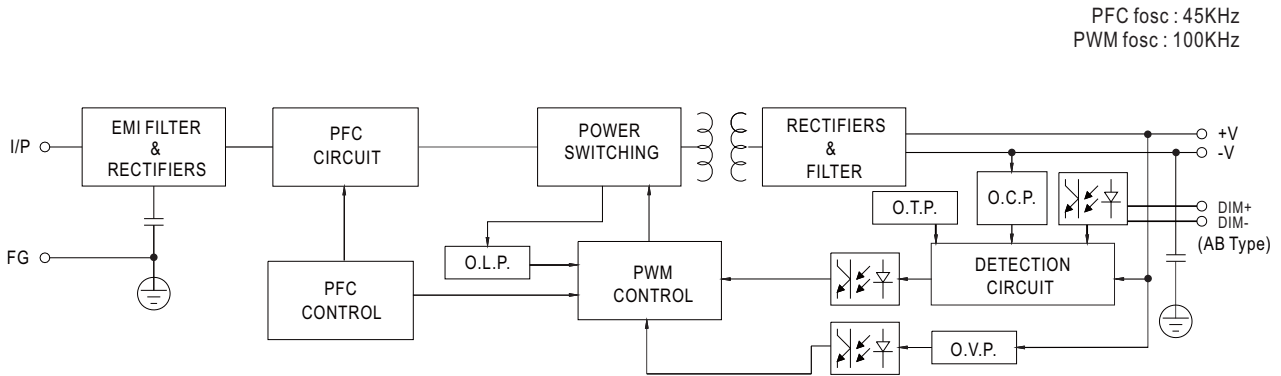 PFC fosc : 45KHz
PWM fosc : 100KHz
I/P
EMI FILTER
&
RECTIFIERS
PFC
CIRCUIT
POWER
SWITCHING
RECTIFIERS
&
FILTER
+V
-V
O.T.P.
O.C.P.
DIM+
DIM-
(AB Type)
FG
O.L.P.
PFC
CONTROL
PWM
CONTROL
DETECTION
CIRCUIT
O.V.P.